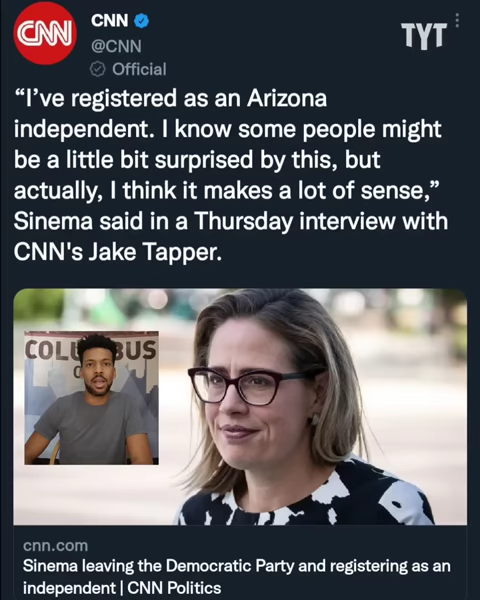 CNN
CNN
@CNN
Official
TYT
“I’ve registered as an Arizona
independent. I know some people might
be a little bit surprised by this, but
actually, I think it makes a lot of sense,”
Sinema said in a Thursday interview with
CNN's Jake Tapper.
cnn.com
Sinema leaving the Democratic Party and registering as an
independent | CNN Politics